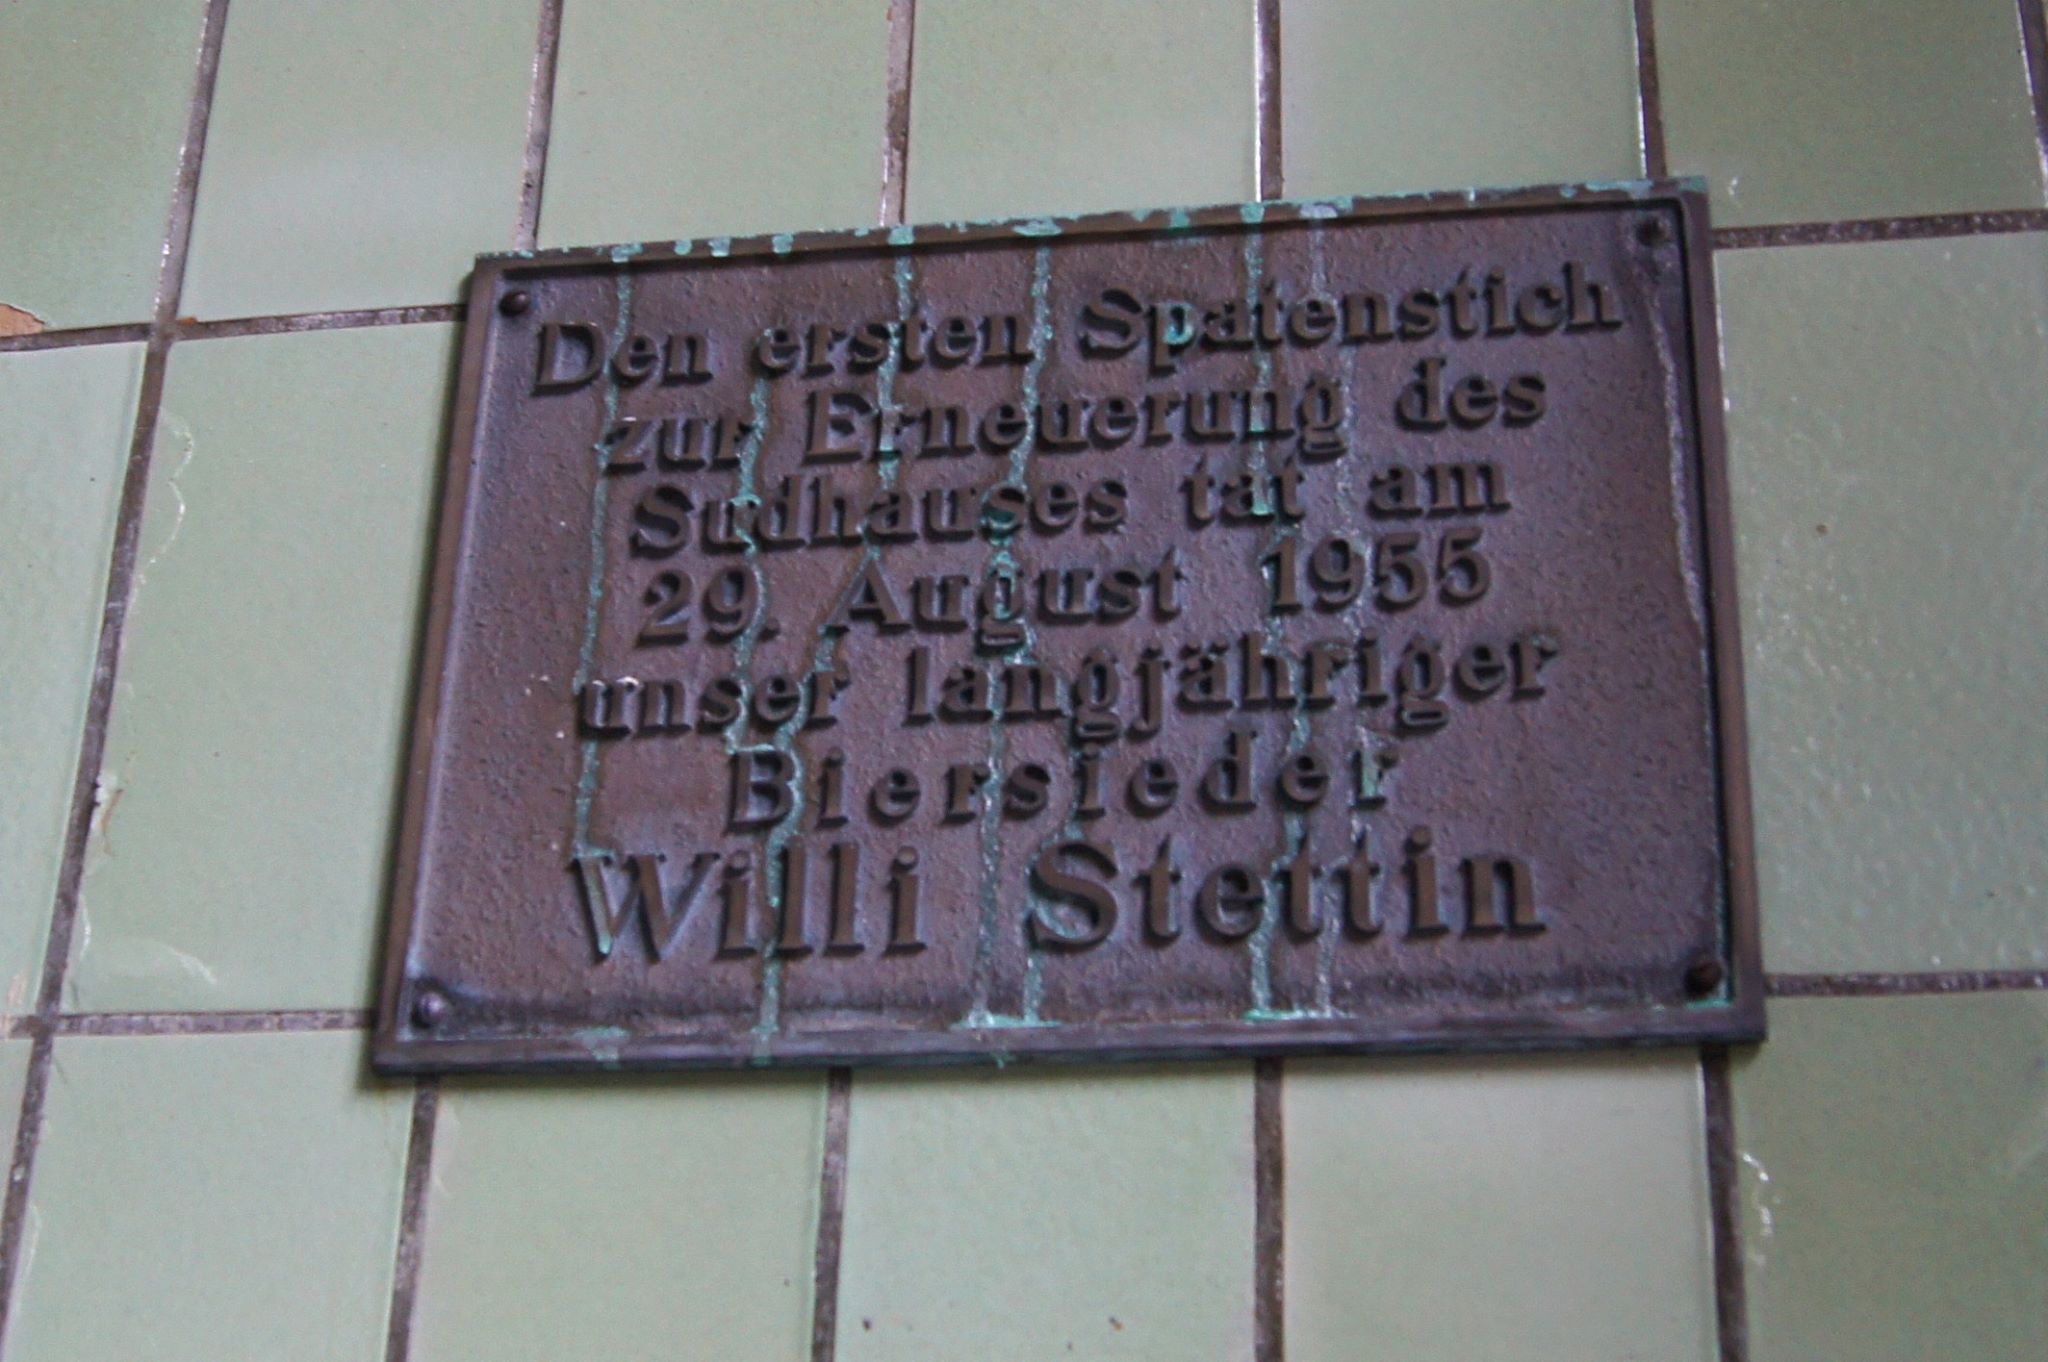 Den ersten Spatenstich
zur Erneuerung des
Sudhauses tat am
29. August 1955
unser langjähriger
Biersieder
Willi Stettin